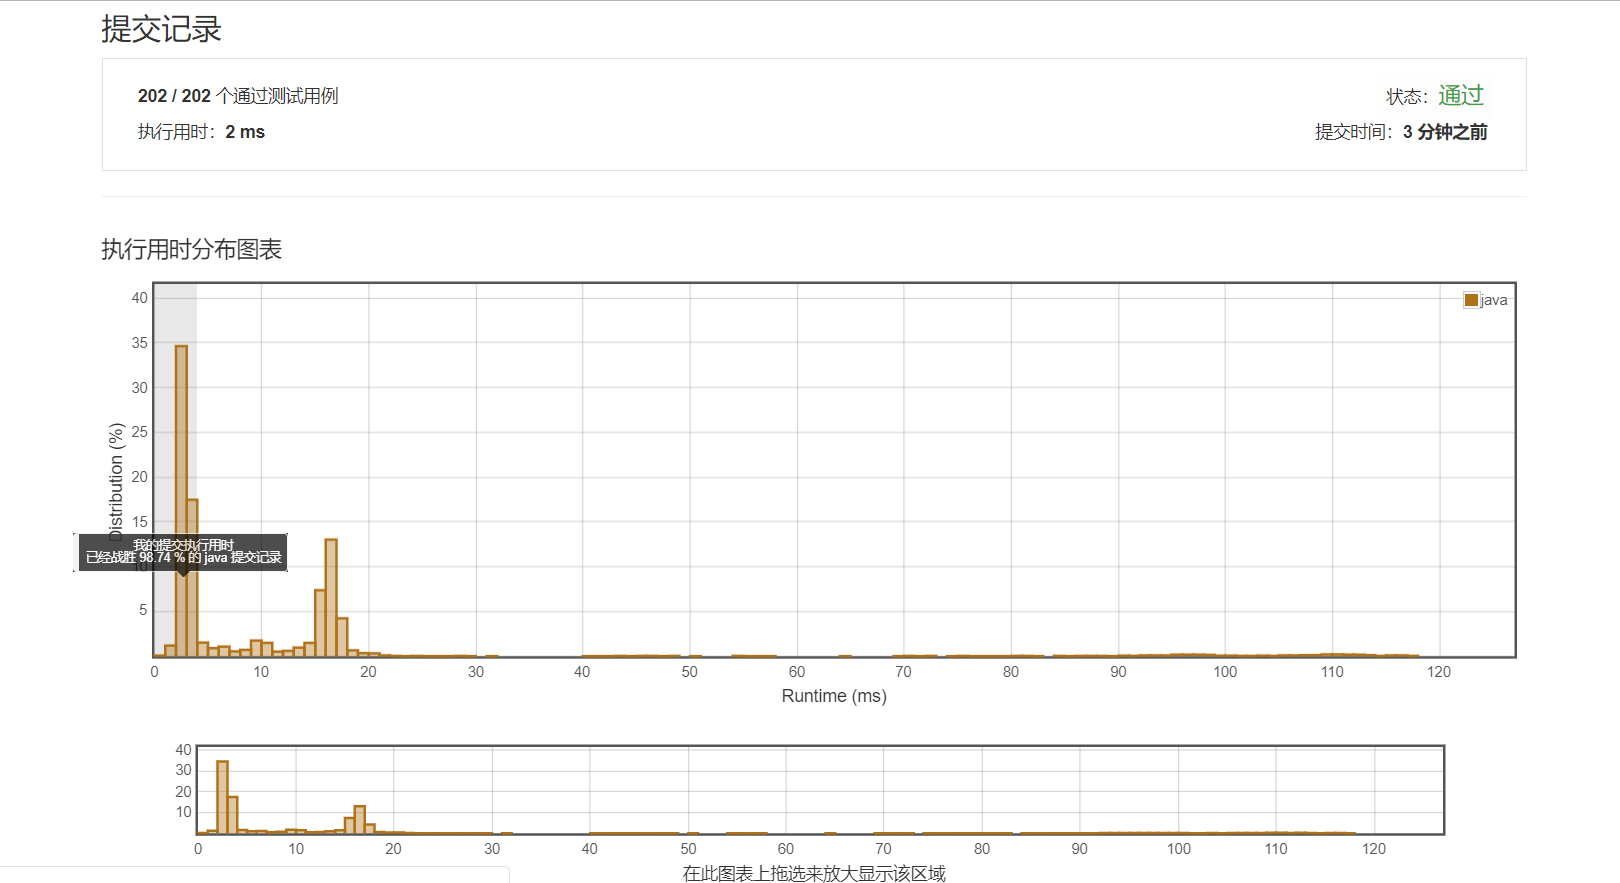 提交记录
202 / 202 个通过测试用例
状态：通过
执行用时：2 ms
提交时间：3 分钟之前
执行用时分布图表
java
40
35
30
25
20
15
10
5
Distribution (%)
我的提交执行用时
已经战胜 98.74 % 的 java 提交记录
0 10 20 30 40 50 60 70 80 90 100 110 120
Runtime (ms)
40
30
20
10
0 10 20 30 40 50 60 70 80 90 100 110 120
在此图表上拖选来放大显示该区域